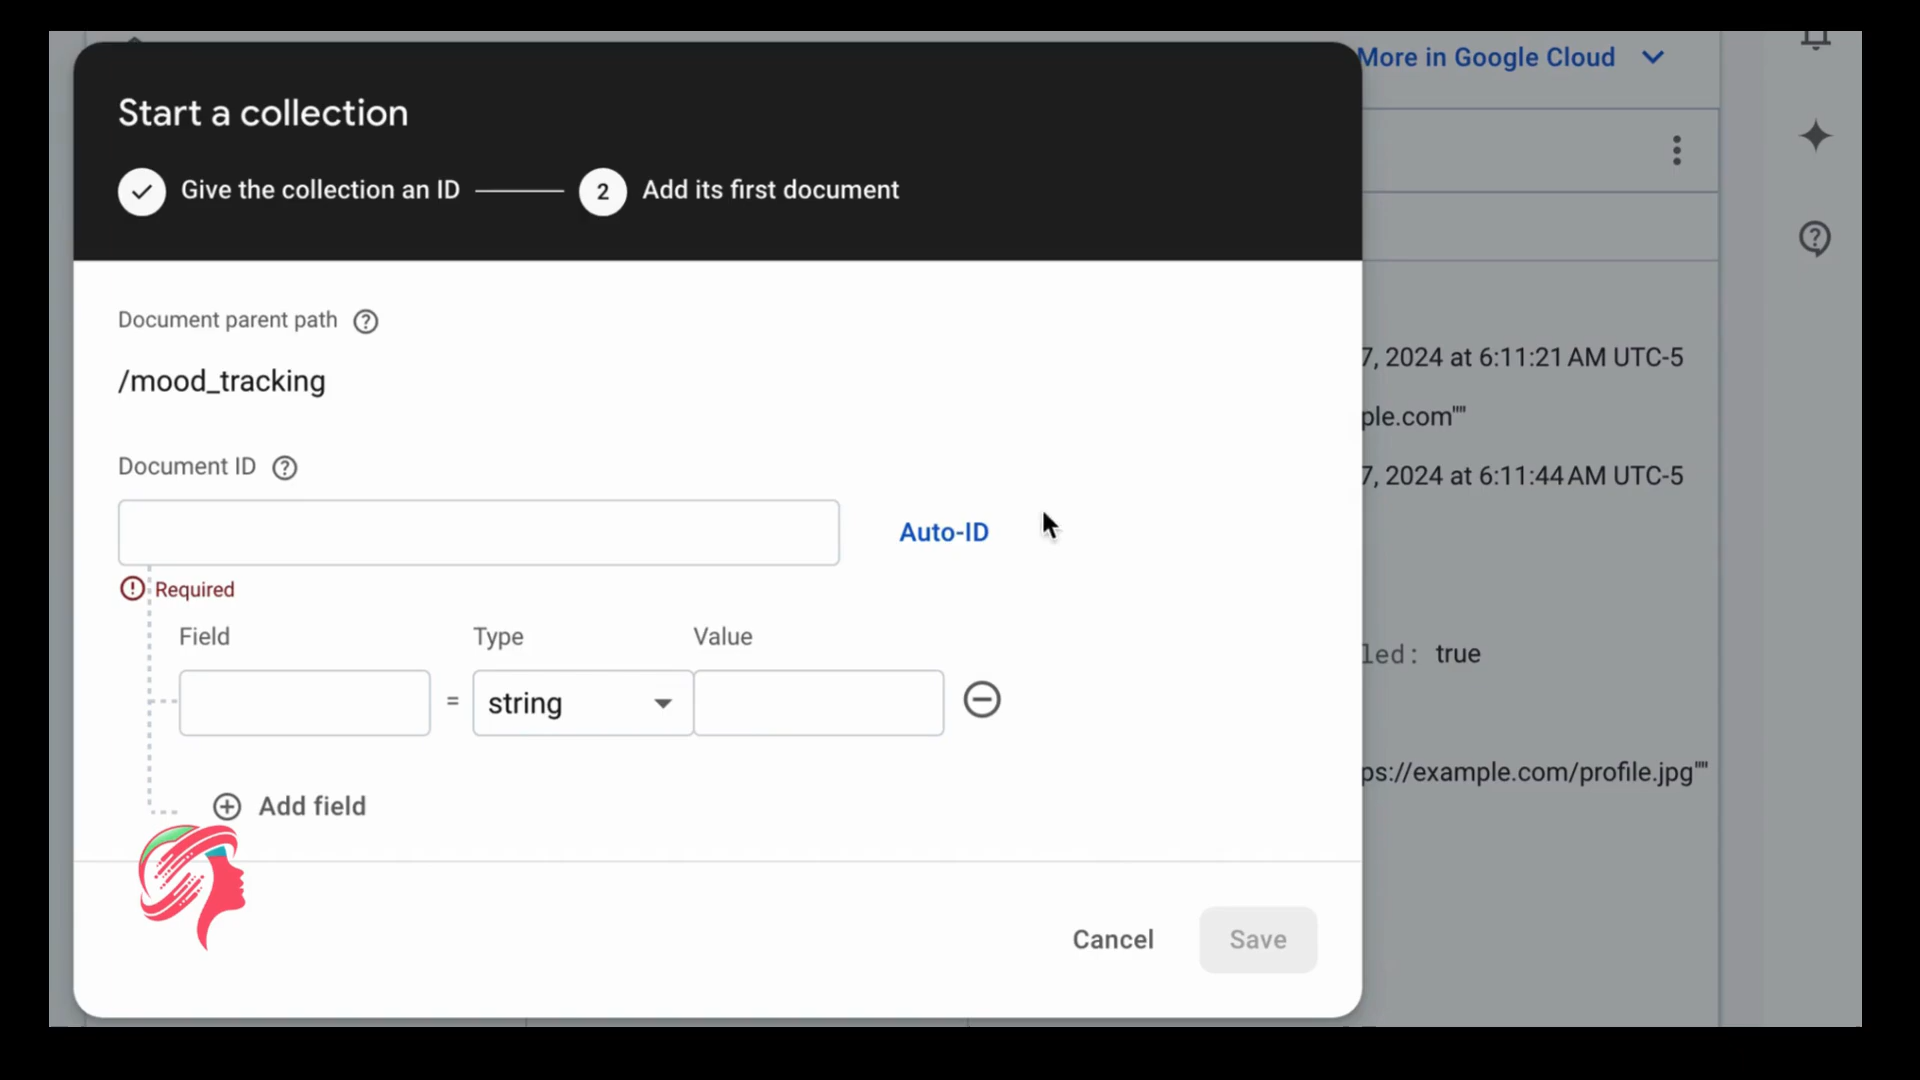 More in Google Cloud
Start a collection
Give the collection an ID
2 Add its first document
Document parent path
/mood_tracking
7, 2024 at 6:11:21 AM UTC-5
ple.com""
Document ID
7, 2024 at 6:11:44 AM UTC-5
Auto-ID
Required
Field Type Value
led: true
= string
ps://example.com/profile.jpg""
Add field
Cancel Save